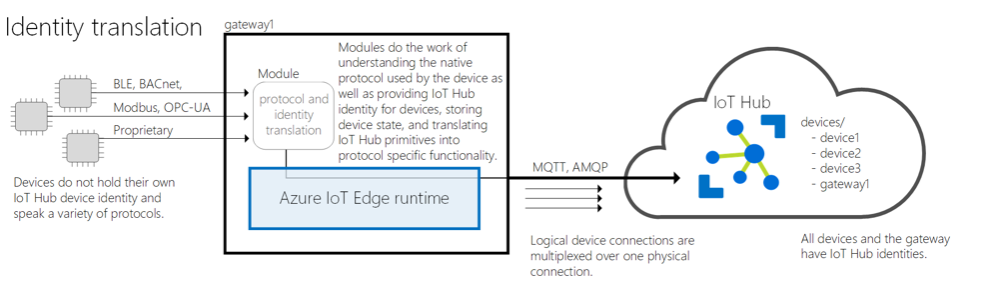 Identity translation
gateway1
BLE, BACnet,
Modbus, OPC-UA
Proprietary
Devices do not hold their own
IoT Hub device identity and
speak a variety of protocols.
Module
protocol and
identity
translation
Modules do the work of
understanding the native
protocol used by the device as
well as providing IoT Hub
identity for devices, storing
device state, and translating
IoT Hub primitives into
protocol specific functionality.
Azure IoT Edge runtime
MQTT, AMQP
Logical device connections are
multiplexed over one physical
connection.
IoT Hub
devices/
- device1
- device2
- device3
- gateway1
All devices and the gateway
have IoT Hub identities.